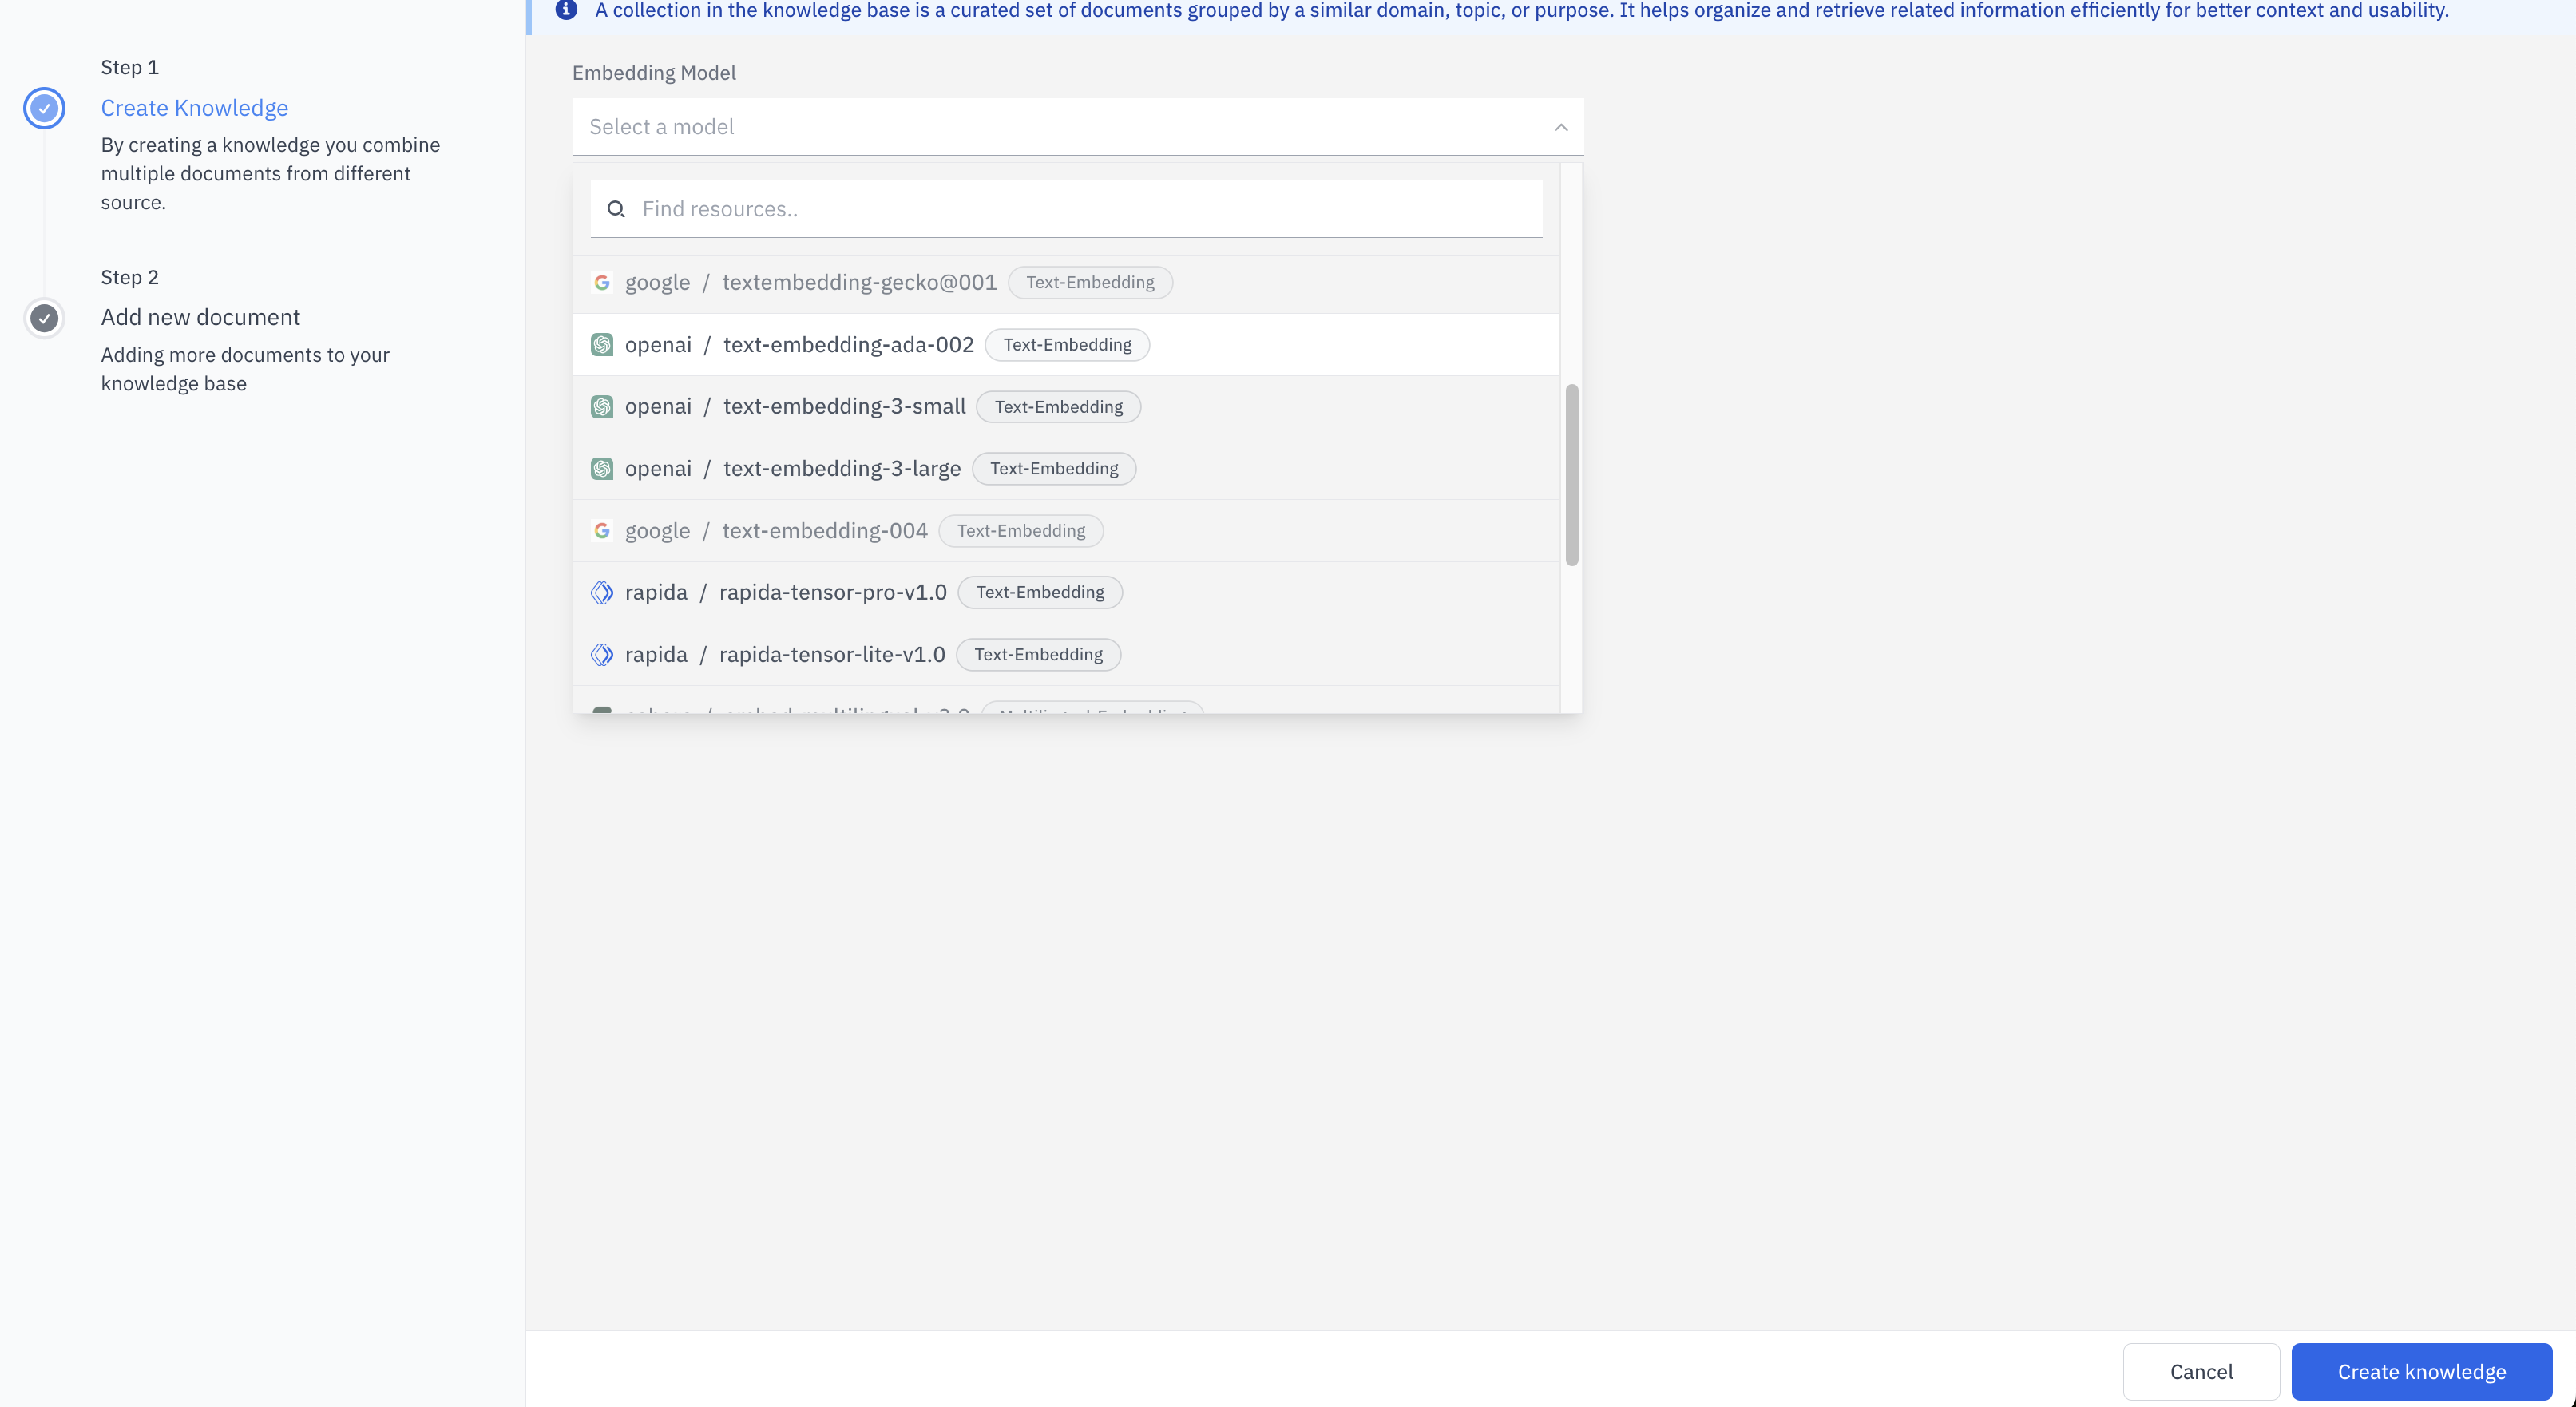 A collection in the knowledge base is a curated set of documents grouped by a similar domain, topic, or purpose. It helps organize and retrieve related information efficiently for better context and usability.
Step 1
Create Knowledge
By creating a knowledge you combine
multiple documents from different
source.
Step 2
Add new document
Adding more documents to your
knowledge base
Embedding Model
Select a model
Find resources..
google / textembedding-gecko@001 Text-Embedding
openai / text-embedding-ada-002 Text-Embedding
openai / text-embedding-3-small Text-Embedding
openai / text-embedding-3-large Text-Embedding
google / text-embedding-004 Text-Embedding
rapida / rapida-tensor-pro-v1.0 Text-Embedding
rapida / rapida-tensor-lite-v1.0 Text-Embedding
Cancel
Create knowledge